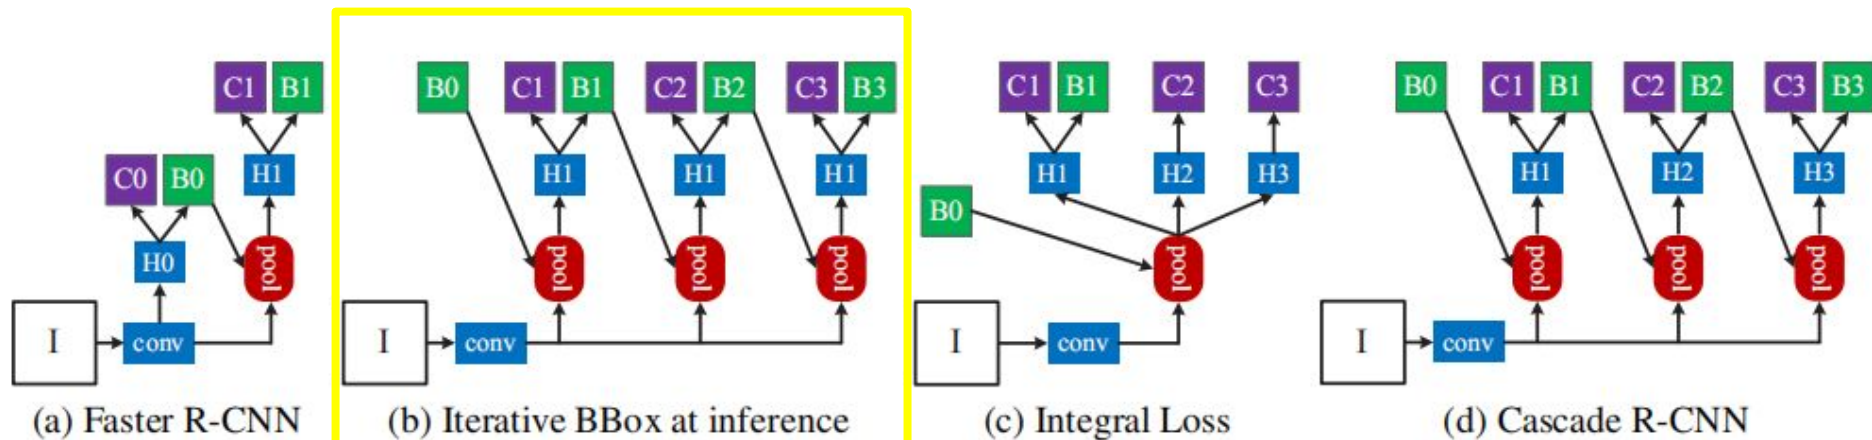 C1 B1
C0 B0 H1
H0 pool
I conv
(a) Faster R-CNN
B0 C1 B1 C2 B2 C3 B3
H1 H1 H1
pool pool pool
I conv
(b) Iterative BBox at inference
C1 B1 C2 C3
H1 H2 H3
B0
pool
I conv
(c) Integral Loss
B0 C1 B1 C2 B2 C3 B3
H1 H2 H3
pool pool pool
I conv
(d) Cascade R-CNN